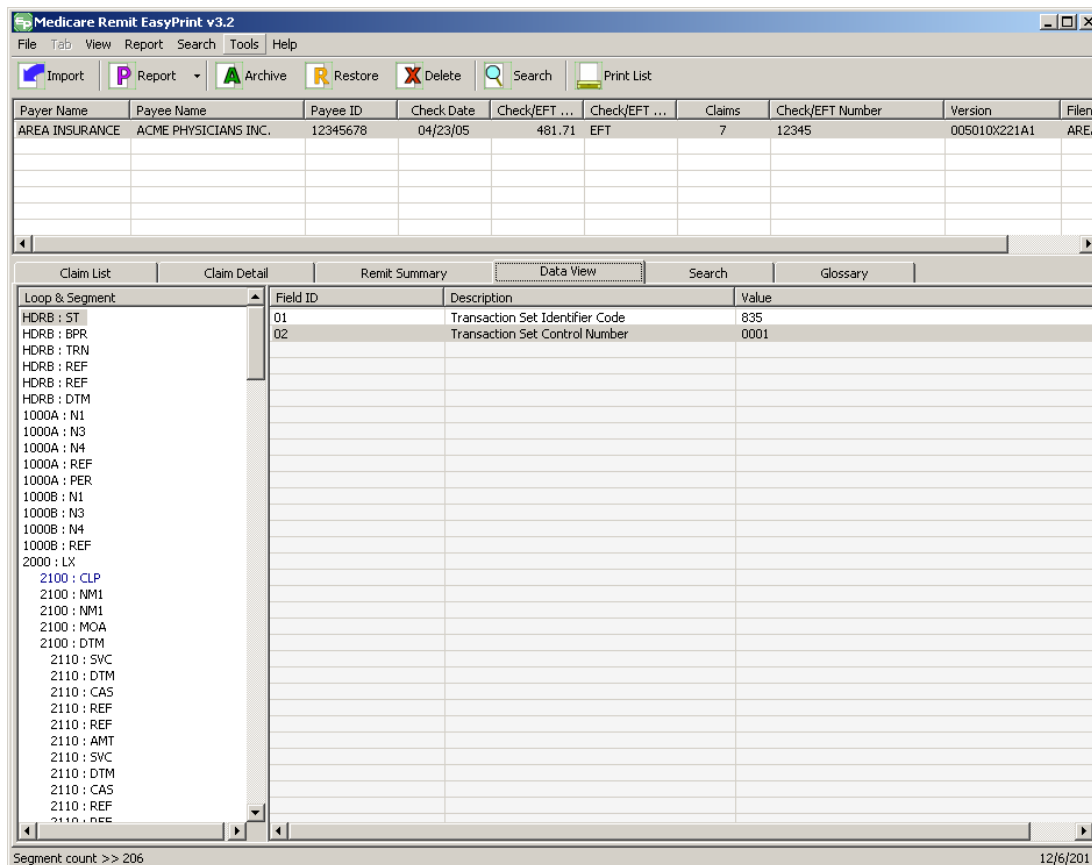 Medicare Remit EasyPrint v3.2
File Tab View Report Search Tools Help
Import Report Archive Restore Delete Search Print List
Payer Name Payee Name Payee ID Check Date Check/EFT ... Check/EFT ... Claims Check/EFT Number Version Filen
AREA INSURANCE ACME PHYSICIANS INC. 12345678 04/23/05 481.71 EFT 7 12345 005010X221A1 ARE
Claim List Claim Detail Remit Summary Data View Search Glossary
Loop & Segment Field ID Description Value
HDRB : ST 01 Transaction Set Identifier Code 835
HDRB : BPR 02 Transaction Set Control Number 0001
HDRB : TRN
HDRB : REF
HDRB : REF
HDRB : DTM
1000A : N1
1000A : N3
1000A : N4
1000A : REF
1000A : PER
1000B : N1
1000B : N3
1000B : N4
1000B : REF
2000 : LX
2100 : CLP
2100 : NM1
2100 : NM1
2100 : MOA
2100 : DTM
2110 : SVC
2110 : DTM
2110 : CAS
2110 : REF
2110 : REF
2110 : AMT
2110 : SVC
2110 : DTM
2110 : CAS
2110 : REF
2110 : REF
Segment count >> 206 12/6/201